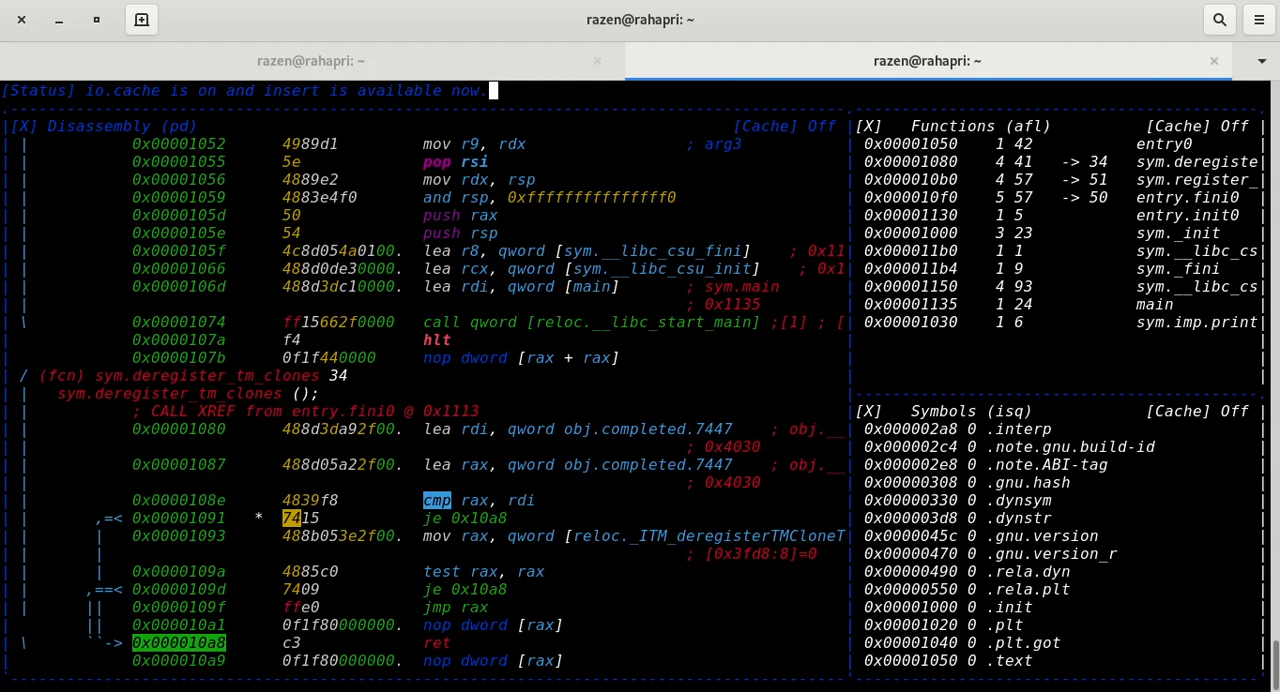 razen@rahapri: ~
razen@rahapri: ~ razen@rahapri: ~
[Status] io.cache is on and insert is available now.
[X] Disassembly (pd) [Cache] Off
0x00001052 4989d1 mov r9, rdx ; arg3
0x00001055 5e pop rsi
0x00001056 4889e2 mov rdx, rsp
0x00001059 4883e4f0 and rsp, 0xfffffffffffffff0
0x0000105d 50 push rax
0x0000105e 54 push rsp
0x0000105f 4c8d054a0100. lea r8, qword [sym.__libc_csu_fini] ; 0x11
0x00001066 488d0de30000. lea rcx, qword [sym.__libc_csu_init] ; 0x1
0x0000106d 488d3dc10000. lea rdi, qword [main] ; sym.main
; 0x1135
\ 0x00001074 ff15662f0000 call qword [reloc.__libc_start_main] ;[1] ; [
0x0000107a f4 hlt
0x0000107b 0f1f440000 nop dword [rax + rax]
/ (fcn) sym.deregister_tm_clones 34
| sym.deregister_tm_clones ();
| ; CALL XREF from entry.fini0 @ 0x1113
| 0x00001080 488d3da92f00. lea rdi, qword obj.completed.7447 ; obj.__
| ; 0x4030
| 0x00001087 488d05a22f00. lea rax, qword obj.completed.7447 ; obj.__
| ; 0x4030
| 0x0000108e 4839f8 cmp rax, rdi
| ,=< 0x00001091 * 7415 je 0x10a8
| | 0x00001093 488b053e2f00. mov rax, qword [reloc._ITM_deregisterTMCloneT
| | ; [0x3fd8:8]=0
| | 0x0000109a 4885c0 test rax, rax
| ,==< 0x0000109d 7409 je 0x10a8
| || 0x0000109f ffe0 jmp rax
|| 0x000010a1 0f1f80000000. nop dword [rax]
\ ``-> 0x000010a8 c3 ret
0x000010a9 0f1f80000000. nop dword [rax]
[X] Functions (afl) [Cache] Off
0x00001050 1 42 entry0
0x00001080 4 41 -> 34 sym.deregiste
0x000010b0 4 57 -> 51 sym.register_
0x000010f0 5 57 -> 50 entry.fini0
0x00001130 1 5 entry.init0
0x00001000 3 23 sym._init
0x000011b0 1 1 sym.__libc_cs
0x000011b4 1 9 sym._fini
0x00001150 4 93 sym.__libc_cs
0x00001135 1 24 main
0x00001030 1 6 sym.imp.print
[X] Symbols (isq) [Cache] Off
0x000002a8 0 .interp
0x000002c4 0 .note.gnu.build-id
0x000002e8 0 .note.ABI-tag
0x00000308 0 .gnu.hash
0x00000330 0 .dynsym
0x000003d8 0 .dynstr
0x0000045c 0 .gnu.version
0x00000470 0 .gnu.version_r
0x00000490 0 .rela.dyn
0x00000550 0 .rela.plt
0x00001000 0 .init
0x00001020 0 .plt
0x00001040 0 .plt.got
0x00001050 0 .text